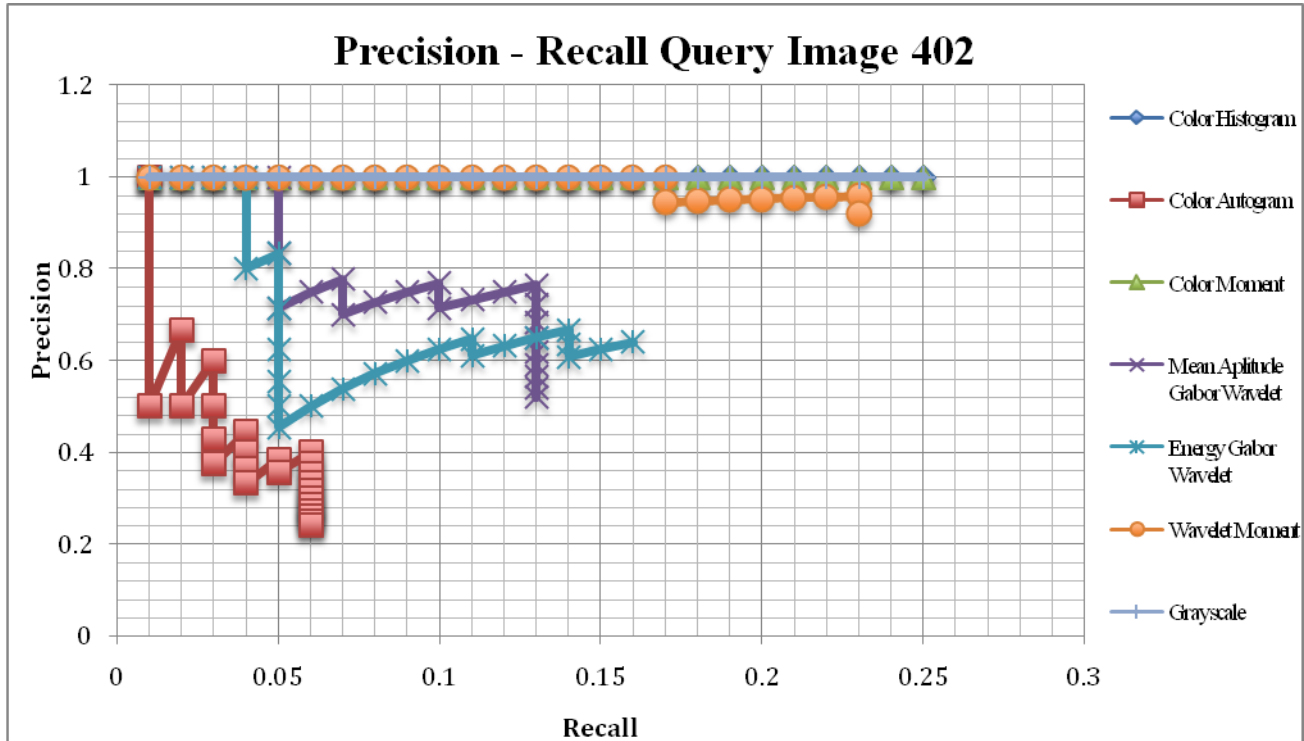 Precision - Recall Query Image 402
1.2
1
0.8
0.6
0.4
0.2
0
Precision
0
0.05
0.1
0.15
0.2
0.25
0.3
Recall
Color Histogram
Color Autogram
Color Moment
Mean Aplitude
Gabor Wavelet
Energy Gabor
Wavelet
Wavelet Moment
Grayscale